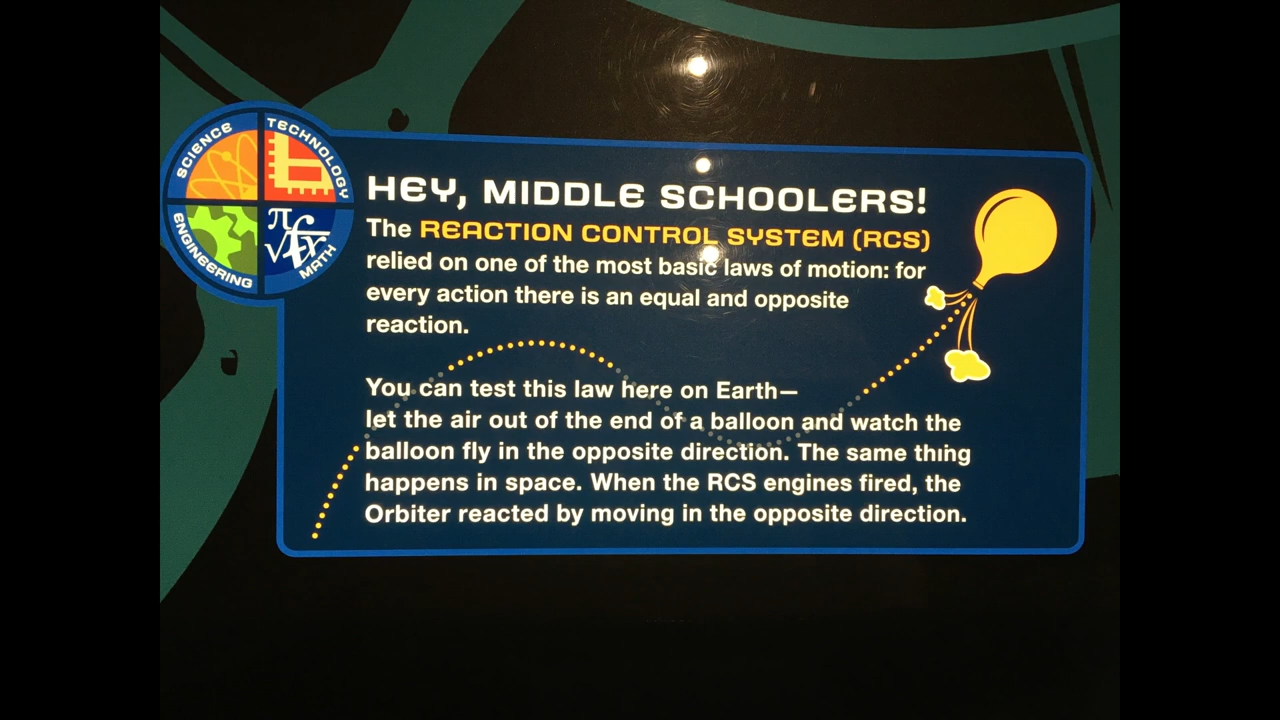 SCIENCE
TECHNOLOGY
ENGINEERING
MATH
π
√fx
HEY, MIDDLE SCHOOLERS!
The REACTION CONTROL SYSTEM (RCS)
relied on one of the most basic laws of motion: for
every action there is an equal and opposite
reaction.
You can test this law here on Earth—
let the air out of the end of a balloon and watch the
balloon fly in the opposite direction. The same thing
happens in space. When the RCS engines fired, the
Orbiter reacted by moving in the opposite direction.